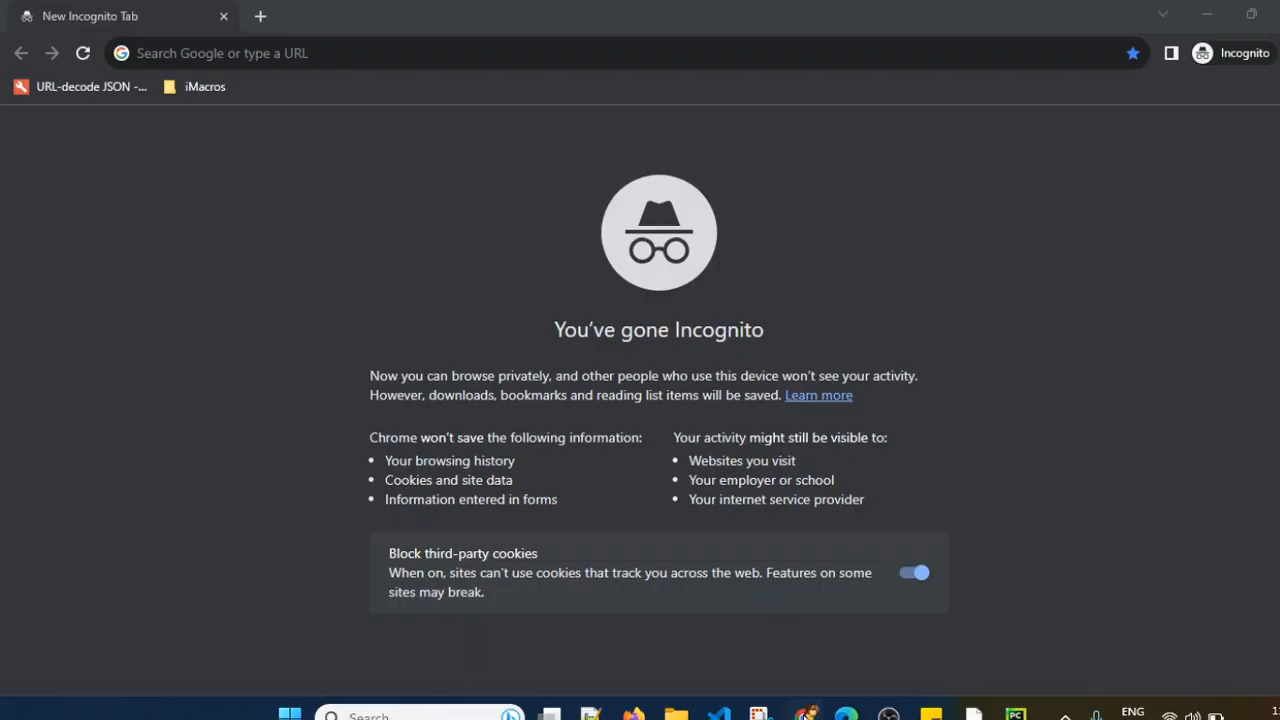 New Incognito Tab
Search Google or type a URL
Incognito
URL-decode JSON -...
iMacros
You've gone Incognito
Now you can browse privately, and other people who use this device won't see your activity.
However, downloads, bookmarks and reading list items will be saved. Learn more
Chrome won't save the following information:
Your browsing history
Cookies and site data
Information entered in forms
Your activity might still be visible to:
Websites you visit
Your employer or school
Your internet service provider
Block third-party cookies
When on, sites can't use cookies that track you across the web. Features on some
sites may break.
Search
PC
ENG